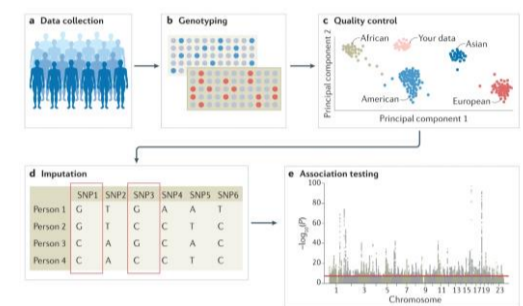 a Data collection
b Genotyping
c Quality control
African
Your data
Asian
American
European
Principal component 2
Principal component 1
d Imputation
SNP1 SNP2 SNP3 SNP4 SNP5 SNP6
Person 1 G T G A A T
Person 2 G T C C T C
Person 3 C A G C A C
Person 4 C A C C T C
e Association testing
100
80
60
40
20
0
–log₁₀(P)
1 3 5 7 9 11 13 15 17 19 23
Chromosome